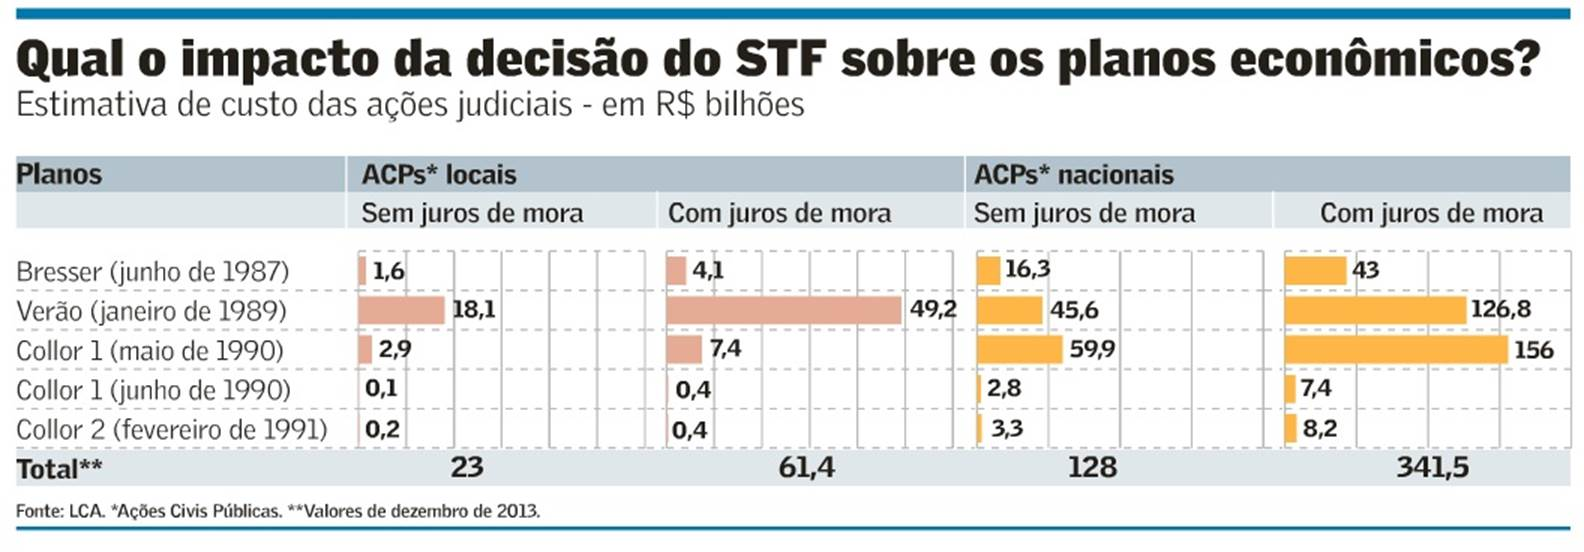 Qual o impacto da decisão do STF sobre os planos econômicos?
Estimativa de custo das ações judiciais - em R$ bilhões
Planos ACPs* locais ACPs* nacionais
Sem juros de mora Com juros de mora Sem juros de mora Com juros de mora
Bresser (junho de 1987) 1,6 4,1 16,3 43
Verão (janeiro de 1989) 18,1 49,2 45,6 126,8
Collor 1 (maio de 1990) 2,9 7,4 59,9 156
Collor 1 (junho de 1990) 0,1 0,4 2,8 7,4
Collor 2 (fevereiro de 1991) 0,2 0,4 3,3 8,2
Total** 23 61,4 128 341,5
Fonte: LCA. *Ações Civis Públicas. **Valores de dezembro de 2013.